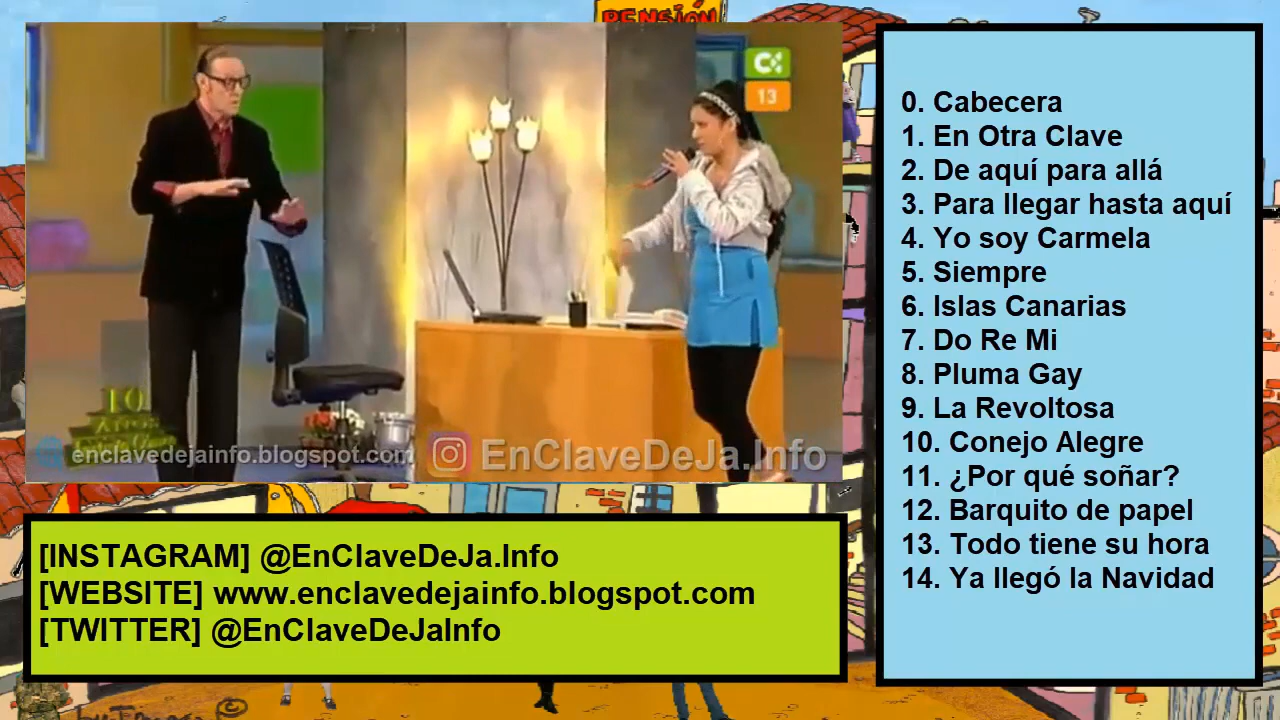 PENSIÓN
13
10
AÑOS
enclavedejainfo.blogspot.com
EnClaveDeJa.Info
0. Cabecera
1. En Otra Clave
2. De aquí para allá
3. Para llegar hasta aquí
4. Yo soy Carmela
5. Siempre
6. Islas Canarias
7. Do Re Mi
8. Pluma Gay
9. La Revoltosa
10. Conejo Alegre
11. ¿Por qué soñar?
12. Barquito de papel
13. Todo tiene su hora
14. Ya llegó la Navidad
[INSTAGRAM] @EnClaveDeJa.Info
[WEBSITE] www.enclavedejainfo.blogspot.com
[TWITTER] @EnClaveDeJaInfo